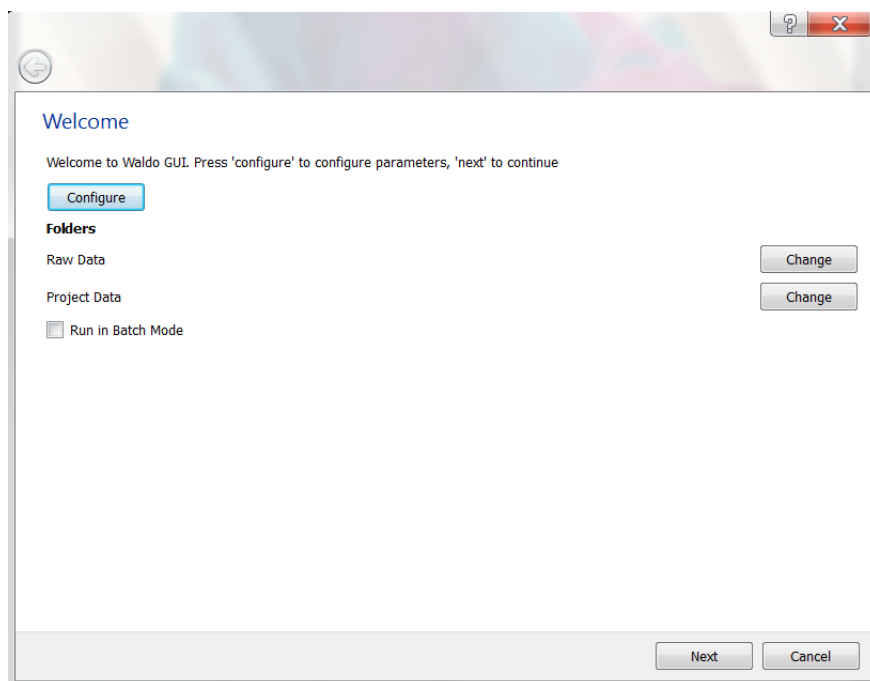 Welcome
Welcome to Waldo GUI. Press 'configure' to configure parameters, 'next' to continue
Configure
Folders
Raw Data Change
Project Data Change
Run in Batch Mode
Next Cancel